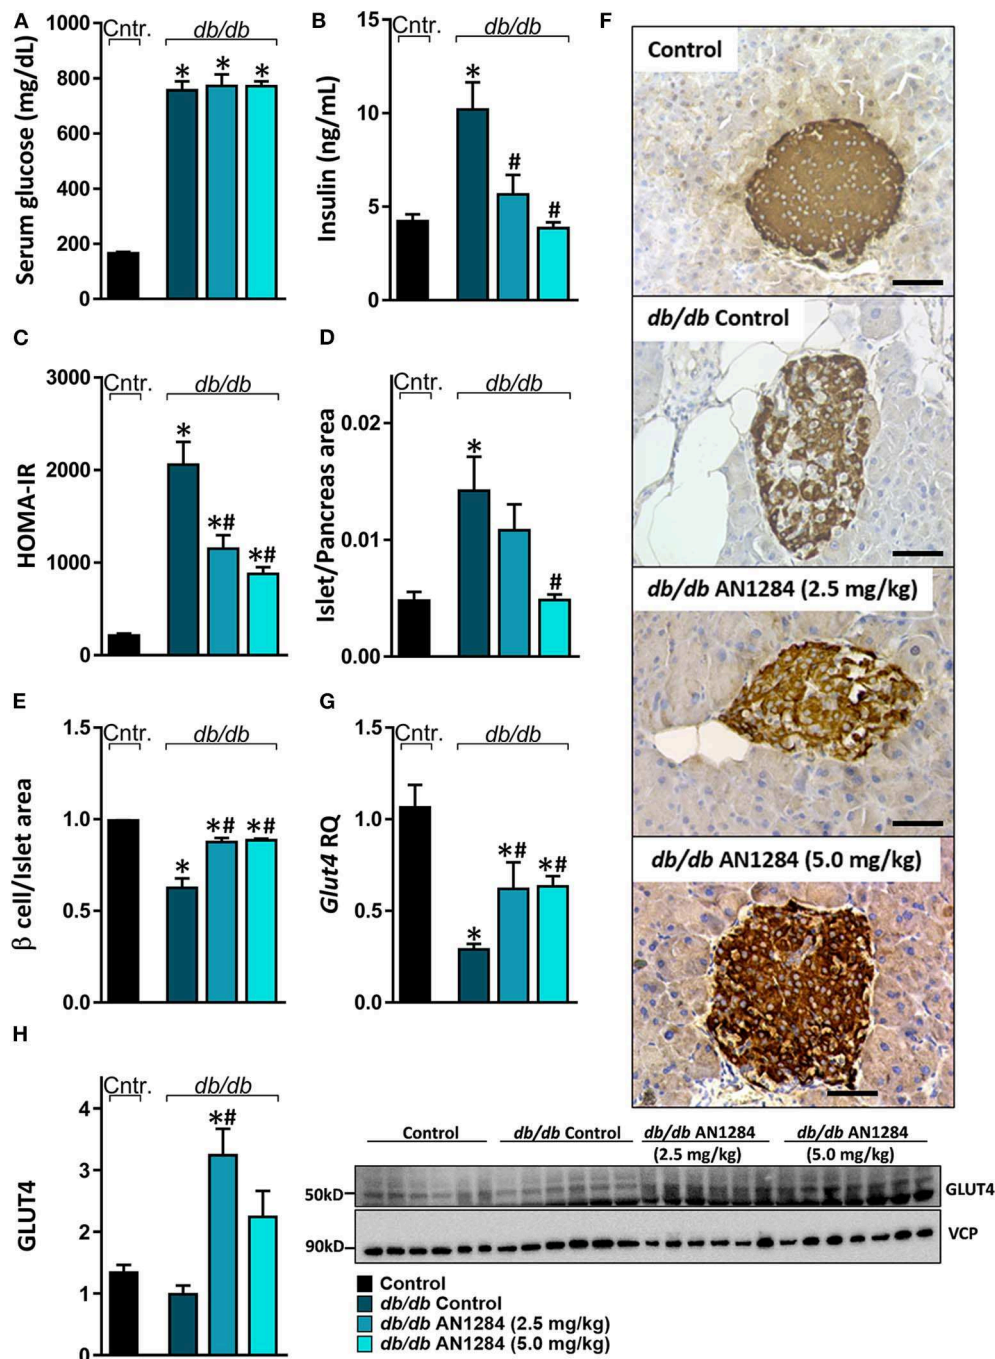 A
Serum glucose (mg/dL)
Cntr.
db/db
1000
800
600
400
200
0
*
*
*
B
Insulin (ng/mL)
Cntr.
db/db
15
10
5
0
*
#
#
C
HOMA-IR
Cntr.
db/db
3000
2000
1000
0
*
*#
*#
D
Islet/Pancreas area
Cntr.
db/db
0.02
0.01
0.00
*
#
E
β cell/Islet area
Cntr.
db/db
1.5
1.0
0.5
0.0
*
*#
*#
G
Glut4 RQ
Cntr.
db/db
1.5
1.0
0.5
0.0
*
*#
*#
F
Control
db/db Control
db/db AN1284 (2.5 mg/kg)
db/db AN1284 (5.0 mg/kg)
H
GLUT4
Cntr.
db/db
4
3
2
1
0
*#
Control
db/db Control
db/db AN1284
(2.5 mg/kg)
db/db AN1284
(5.0 mg/kg)
50kD
GLUT4
90kD
VCP
Control
db/db Control
db/db AN1284 (2.5 mg/kg)
db/db AN1284 (5.0 mg/kg)